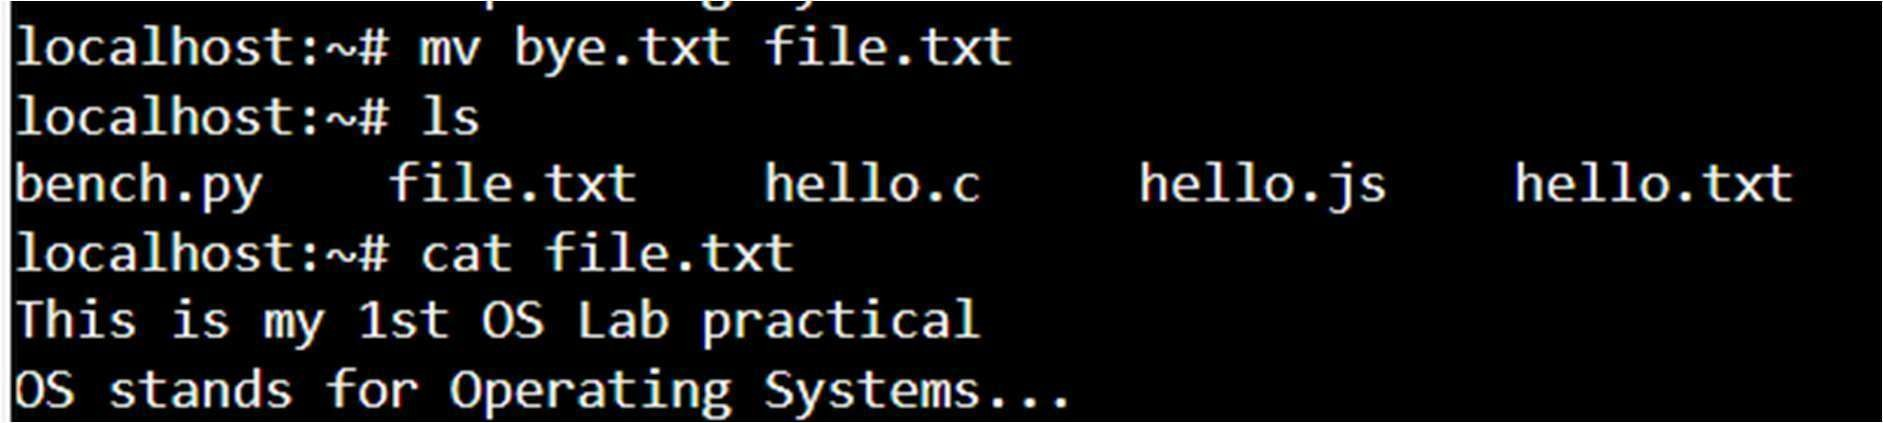 localhost:~# mv bye.txt file.txt
localhost:~# ls
bench.py    file.txt    hello.c     hello.js    hello.txt
localhost:~# cat file.txt
This is my 1st OS Lab practical
OS stands for Operating Systems...